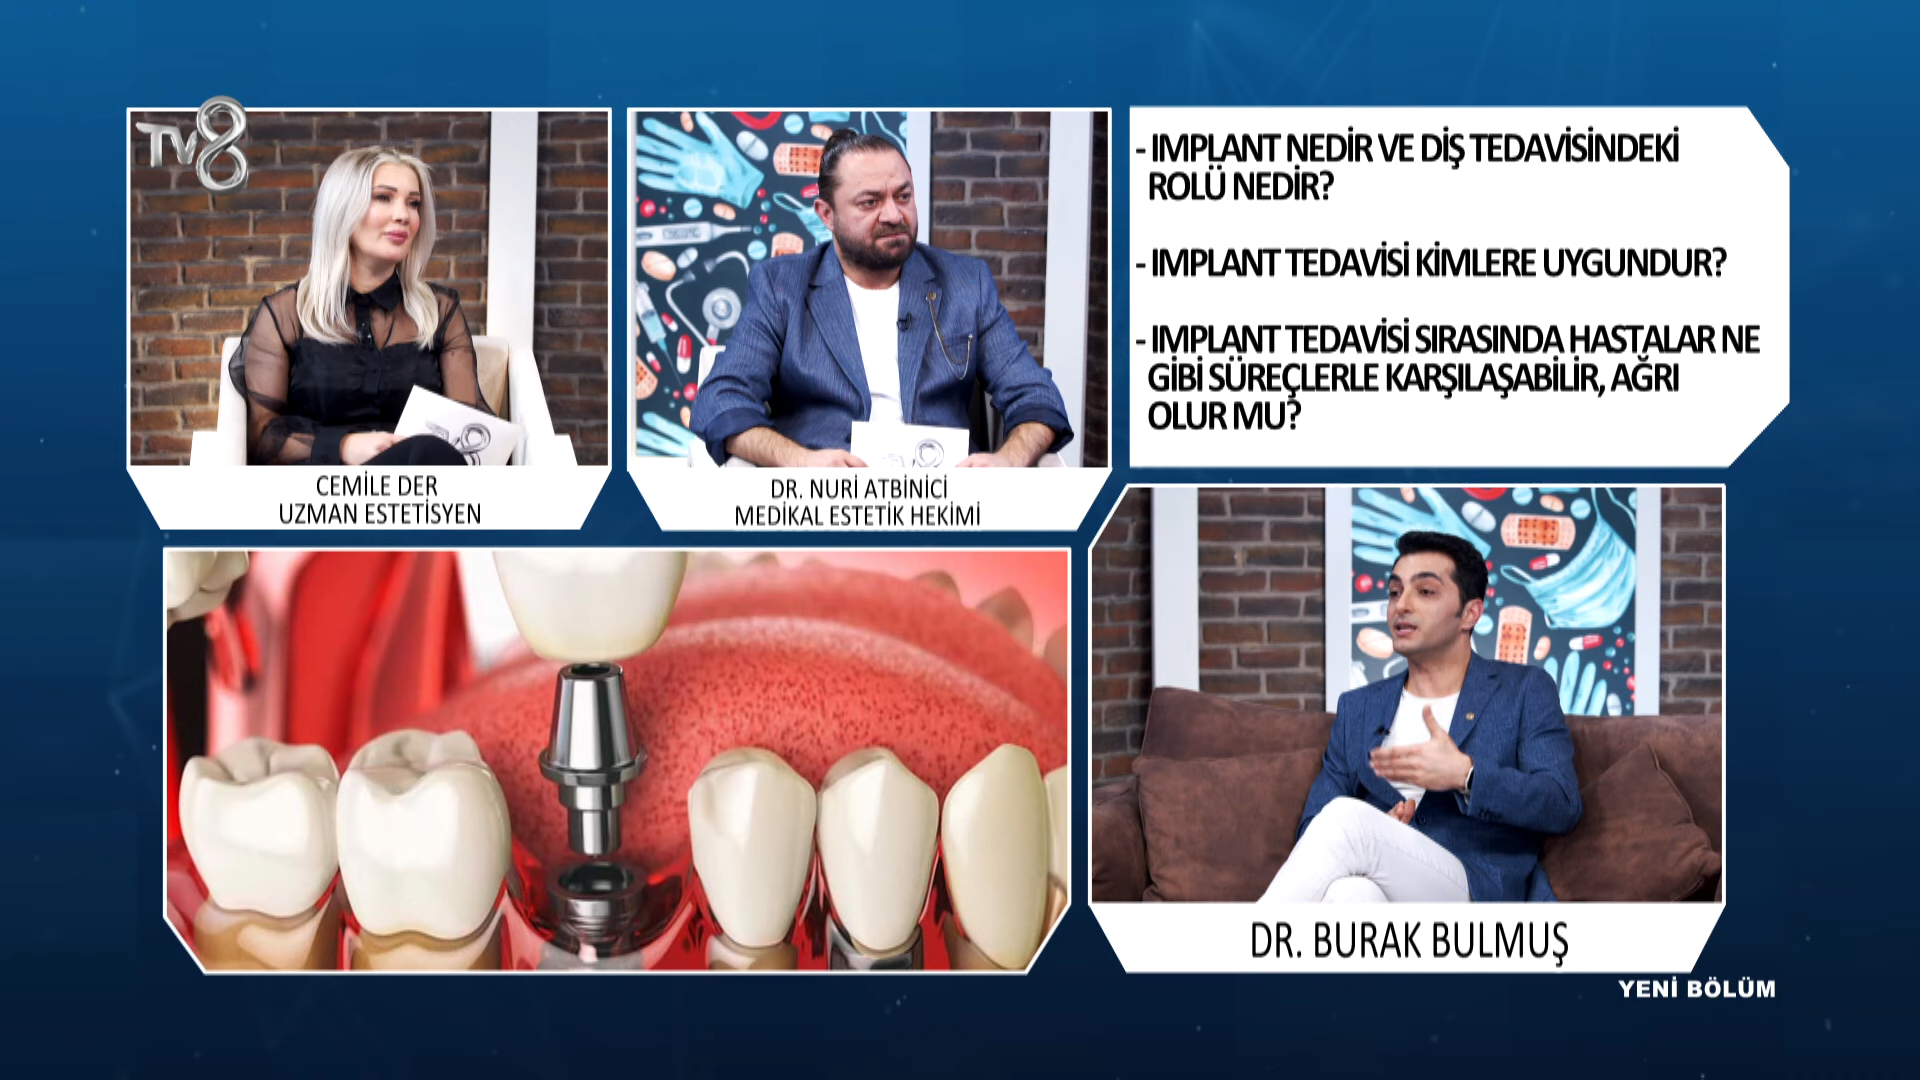 TV8
- IMPLANT NEDİR VE DİŞ TEDAVİSİNDEKİ
ROLÜ NEDİR?
- IMPLANT TEDAVİSİ KİMLERE UYGUNDUR?
- IMPLANT TEDAVİSİ SIRASINDA HASTALAR NE
GİBİ SÜREÇLERLE KARŞILAŞABİLİR, AĞRI
OLUR MU?
CEMİLE DER
UZMAN ESTETİSYEN
DR. NURİ ATBİNİCİ
MEDİKAL ESTETİK HEKİMİ
DR. BURAK BULMUŞ
YENİ BÖLÜM